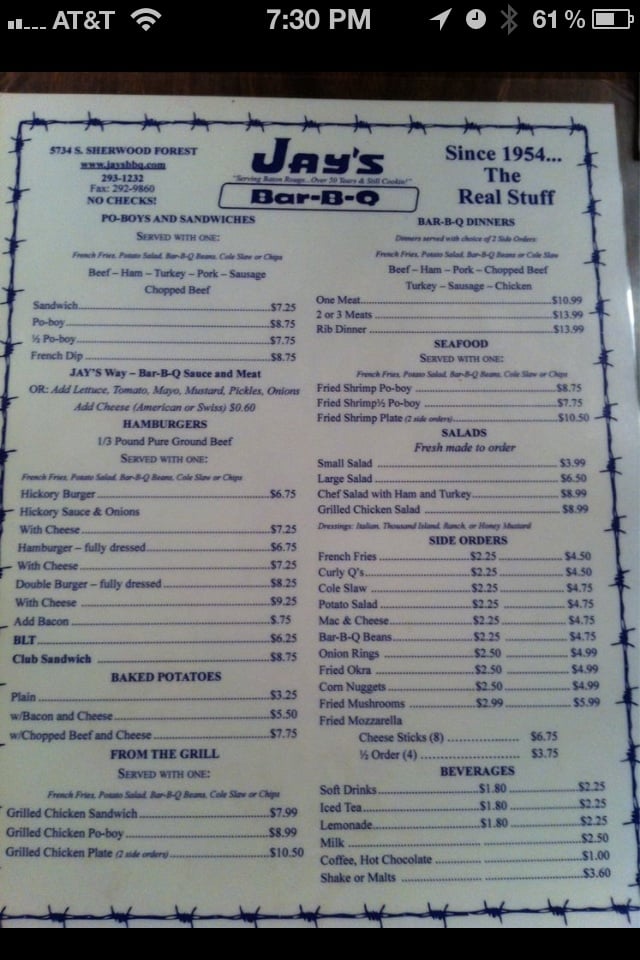 AT&T 7:30 PM 61 %
5734 S. SHERWOOD FOREST
www.jaysbbq.com
293-1232
Fax: 292-9860
NO CHECKS!
JAY'S
"Serving Baton Rouge...Over 50 Years & Still Cookin!"
Bar-B-Q
Since 1954...
The
Real Stuff
PO-BOYS AND SANDWICHES
SERVED WITH ONE:
French Fries, Potato Salad, Bar-B-Q Beans, Cole Slaw or Chips
Beef – Ham – Turkey – Pork – Sausage
Chopped Beef
Sandwich $7.25
Po-boy $8.75
½ Po-boy $7.75
French Dip $8.75
JAY'S Way – Bar-B-Q Sauce and Meat
OR: Add Lettuce, Tomato, Mayo, Mustard, Pickles, Onions
Add Cheese (American or Swiss) $0.60
HAMBURGERS
1/3 Pound Pure Ground Beef
SERVED WITH ONE:
French Fries, Potato Salad, Bar-B-Q Beans, Cole Slaw or Chips
Hickory Burger $6.75
Hickory Sauce & Onions
With Cheese $7.25
Hamburger – fully dressed $6.75
With Cheese $7.25
Double Burger – fully dressed $8.25
With Cheese $9.25
Add Bacon $.75
BLT $6.25
Club Sandwich $8.75
BAKED POTATOES
Plain $3.25
w/Bacon and Cheese $5.50
w/Chopped Beef and Cheese $7.75
FROM THE GRILL
SERVED WITH ONE:
French Fries, Potato Salad, Bar-B-Q Beans, Cole Slaw or Chips
Grilled Chicken Sandwich $7.99
Grilled Chicken Po-boy $8.99
Grilled Chicken Plate (2 side orders) $10.50
BAR-B-Q DINNERS
Dinners served with choice of 2 Side Orders:
French Fries, Potato Salad, Bar-B-Q Beans or Cole Slaw
Beef – Ham – Pork – Chopped Beef
Turkey – Sausage – Chicken
One Meat $10.99
2 or 3 Meats $13.99
Rib Dinner $13.99
SEAFOOD
SERVED WITH ONE:
French Fries, Potato Salad, Bar-B-Q Beans, Cole Slaw or Chips
Fried Shrimp Po-boy $8.75
Fried Shrimp½ Po-boy $7.75
Fried Shrimp Plate (2 side orders) $10.50
SALADS
Fresh made to order
Small Salad $3.99
Large Salad $6.50
Chef Salad with Ham and Turkey $8.99
Grilled Chicken Salad $8.99
Dressings: Italian, Thousand Island, Ranch, or Honey Mustard
SIDE ORDERS
French Fries $2.25 $4.50
Curly Q's $2.25 $4.50
Cole Slaw $2.25 $4.75
Potato Salad $2.25 $4.75
Mac & Cheese $2.25 $4.75
Bar-B-Q Beans $2.25 $4.75
Onion Rings $2.50 $4.99
Fried Okra $2.50 $4.99
Corn Nuggets $2.50 $4.99
Fried Mushrooms $2.99 $5.99
Fried Mozzarella
Cheese Sticks (8) $6.75
½ Order (4) $3.75
BEVERAGES
Soft Drinks $1.80 $2.25
Iced Tea $1.80 $2.25
Lemonade $1.80 $2.25
Milk $2.50
Coffee, Hot Chocolate $1.00
Shake or Malts $3.60